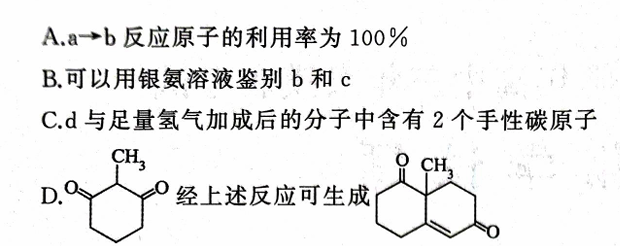 A.a→b 反应原子的利用率为 100%
B.可以用银氨溶液鉴别 b 和 c
C.d 与足量氢气加成后的分子中含有 2 个手性碳原子
CH₃
O CH₃
D. O O 经上述反应可生成
O